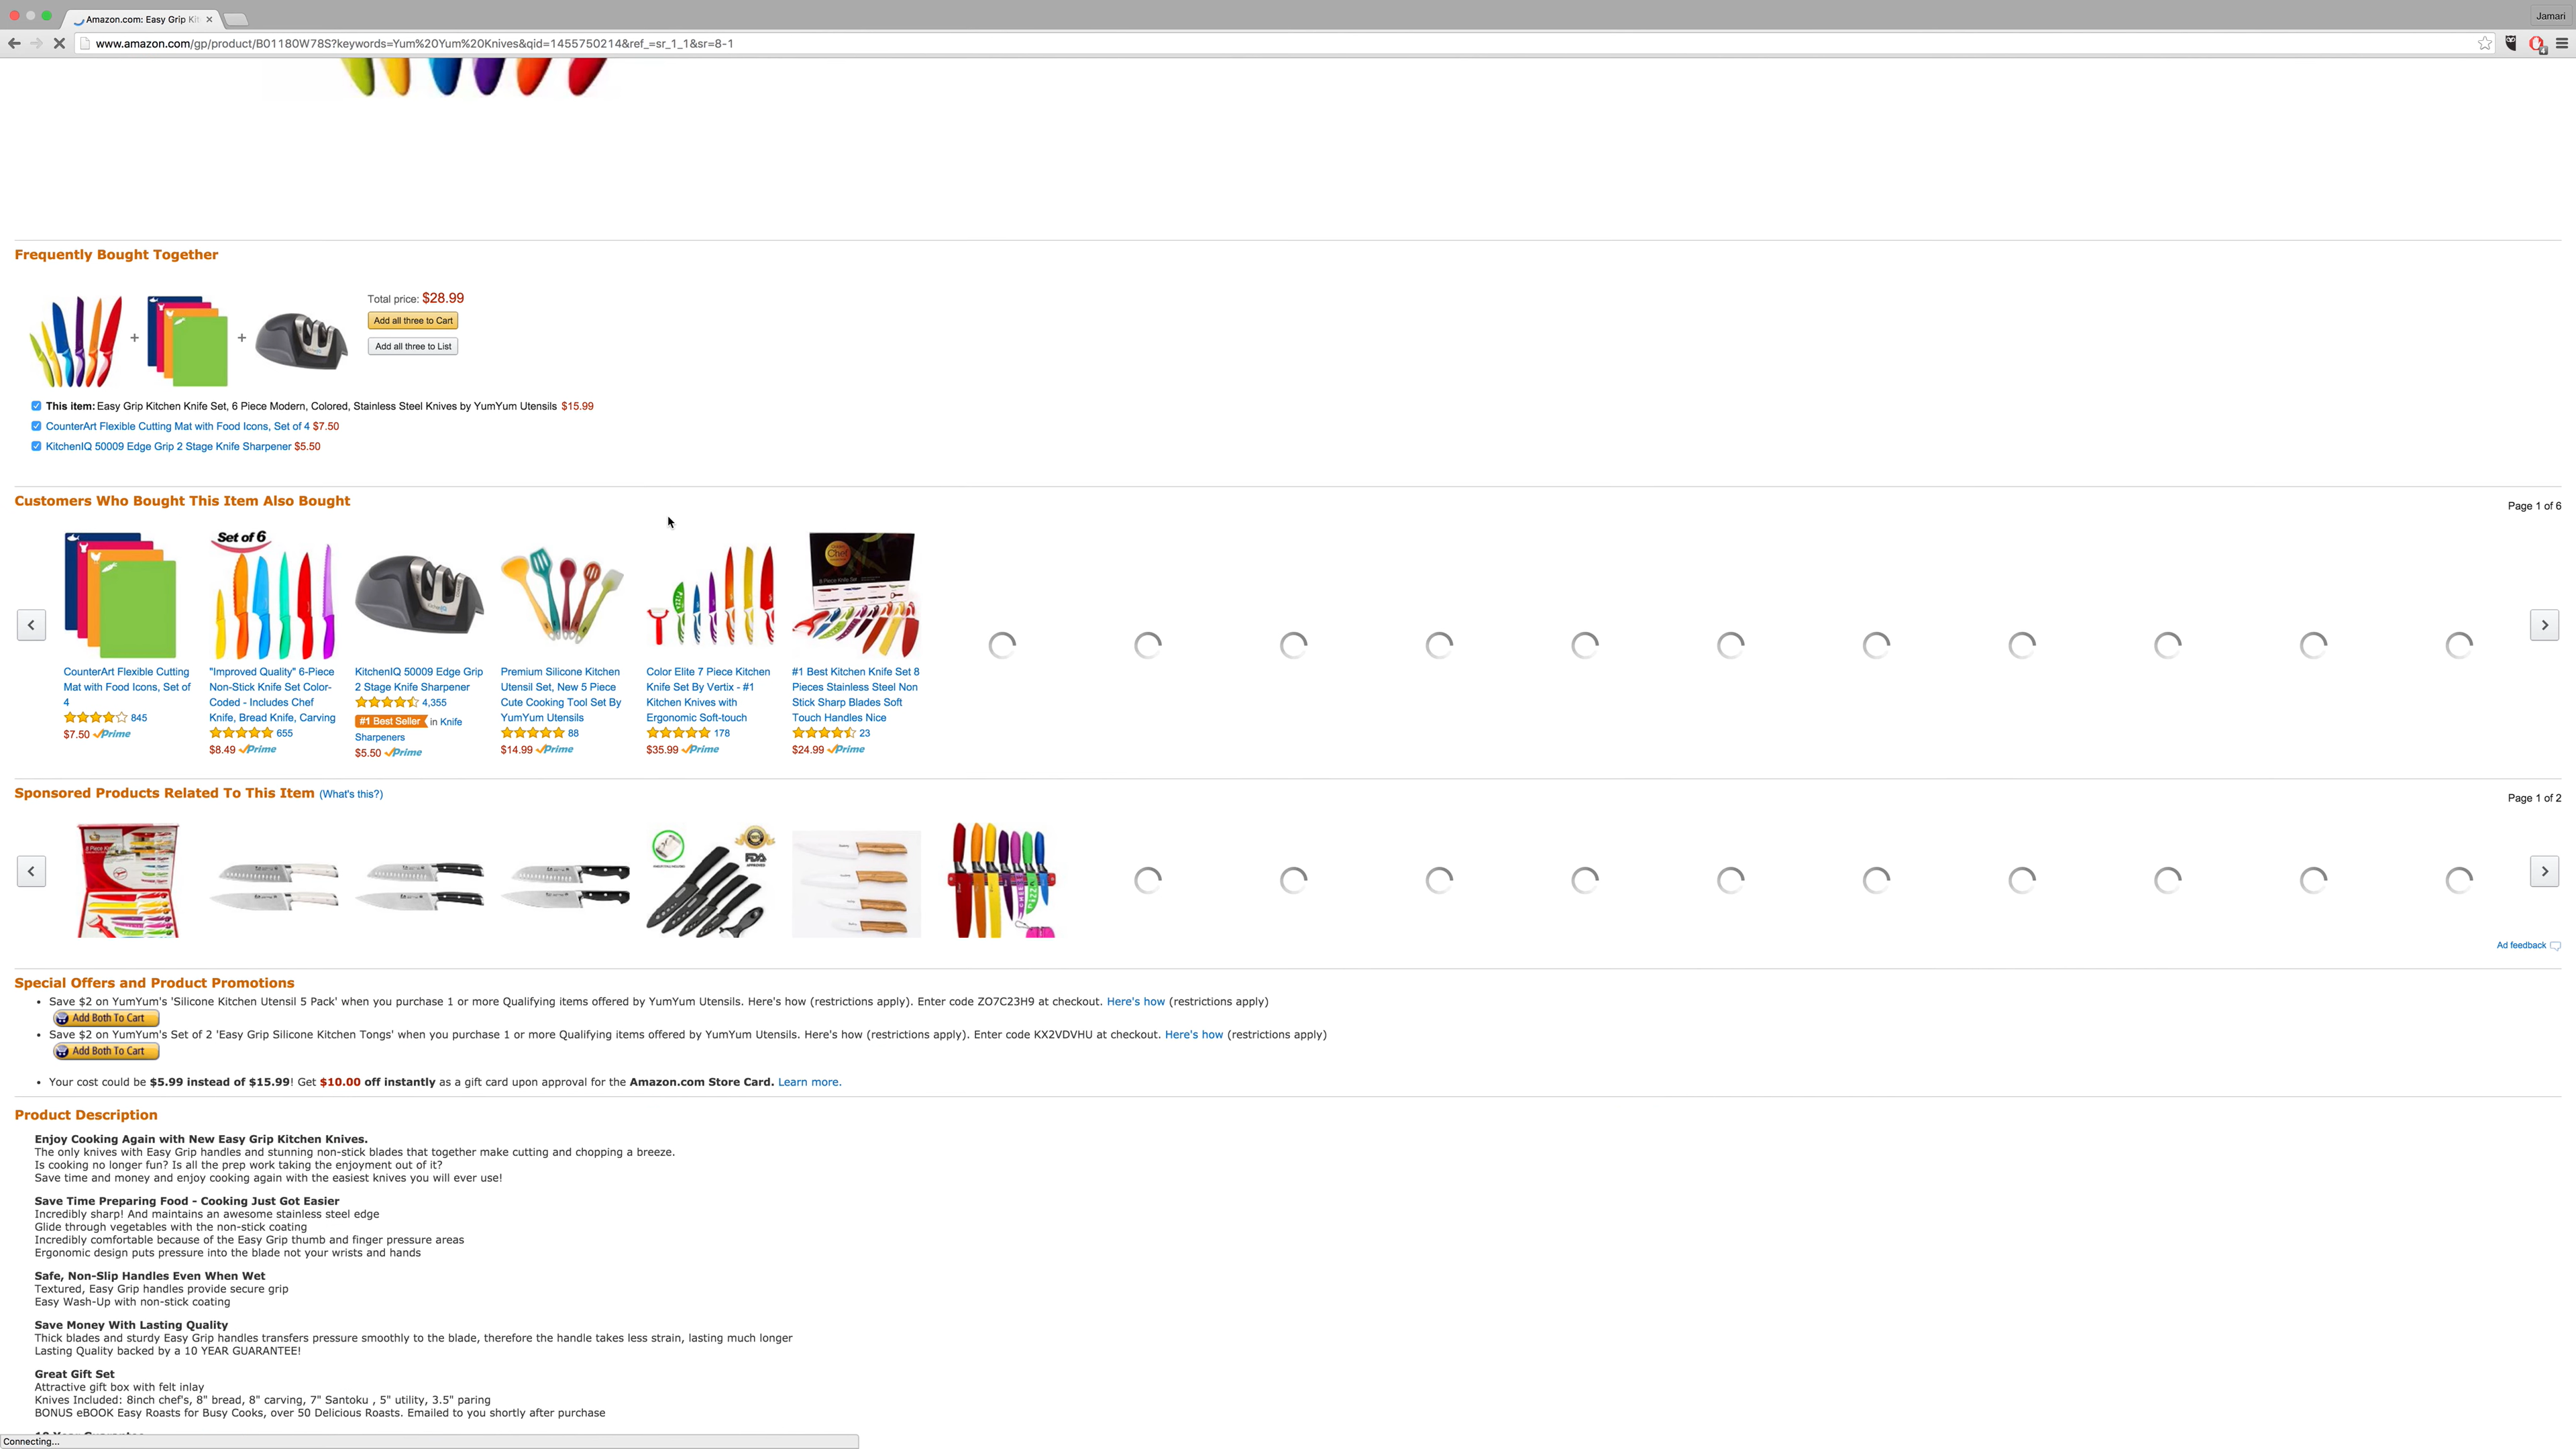 Amazon.com: Easy Grip Kit
Jamari
www.amazon.com/gp/product/B01180W78S?keywords=Yum%20Yum%20Knives&qid=1455750214&ref_=sr_1_1&sr=8-1
Frequently Bought Together
Total price: $28.99
Add all three to Cart
Add all three to List
This item: Easy Grip Kitchen Knife Set, 6 Piece Modern, Colored, Stainless Steel Knives by YumYum Utensils $15.99
CounterArt Flexible Cutting Mat with Food Icons, Set of 4 $7.50
KitchenIQ 50009 Edge Grip 2 Stage Knife Sharpener $5.50
Customers Who Bought This Item Also Bought
Page 1 of 6
Set of 6
Chef
CounterArt Flexible Cutting
Mat with Food Icons, Set of
4
845
$7.50 Prime
"Improved Quality" 6-Piece
Non-Stick Knife Set Color-
Coded - Includes Chef
Knife, Bread Knife, Carving
655
$8.49 Prime
KitchenIQ 50009 Edge Grip
2 Stage Knife Sharpener
4,355
#1 Best Seller in Knife
Sharpeners
$5.50 Prime
Premium Silicone Kitchen
Utensil Set, New 5 Piece
Cute Cooking Tool Set By
YumYum Utensils
88
$14.99 Prime
Color Elite 7 Piece Kitchen
Knife Set By Vertix - #1
Kitchen Knives with
Ergonomic Soft-touch
178
$35.99 Prime
#1 Best Kitchen Knife Set 8
Pieces Stainless Steel Non
Stick Sharp Blades Soft
Touch Handles Nice
23
$24.99 Prime
Sponsored Products Related To This Item (What's this?)
Page 1 of 2
FDA
Ad feedback
Special Offers and Product Promotions
• Save $2 on YumYum's 'Silicone Kitchen Utensil 5 Pack' when you purchase 1 or more Qualifying items offered by YumYum Utensils. Here's how (restrictions apply). Enter code ZO7C23H9 at checkout. Here's how (restrictions apply)
Add Both To Cart
• Save $2 on YumYum's Set of 2 'Easy Grip Silicone Kitchen Tongs' when you purchase 1 or more Qualifying items offered by YumYum Utensils. Here's how (restrictions apply). Enter code KX2VDVHU at checkout. Here's how (restrictions apply)
Add Both To Cart
• Your cost could be $5.99 instead of $15.99! Get $10.00 off instantly as a gift card upon approval for the Amazon.com Store Card. Learn more.
Product Description
Enjoy Cooking Again with New Easy Grip Kitchen Knives.
The only knives with Easy Grip handles and stunning non-stick blades that together make cutting and chopping a breeze.
Is cooking no longer fun? Is all the prep work taking the enjoyment out of it?
Save time and money and enjoy cooking again with the easiest knives you will ever use!
Save Time Preparing Food - Cooking Just Got Easier
Incredibly sharp! And maintains an awesome stainless steel edge
Glide through vegetables with the non-stick coating
Incredibly comfortable because of the Easy Grip thumb and finger pressure areas
Ergonomic design puts pressure into the blade not your wrists and hands
Safe, Non-Slip Handles Even When Wet
Textured, Easy Grip handles provide secure grip
Easy Wash-Up with non-stick coating
Save Money With Lasting Quality
Thick blades and sturdy Easy Grip handles transfers pressure smoothly to the blade, therefore the handle takes less strain, lasting much longer
Lasting Quality backed by a 10 YEAR GUARANTEE!
Great Gift Set
Attractive gift box with felt inlay
Knives Included: 8inch chef's, 8" bread, 8" carving, 7" Santoku , 5" utility, 3.5" paring
BONUS eBOOK Easy Roasts for Busy Cooks, over 50 Delicious Roasts. Emailed to you shortly after purchase
Connecting...